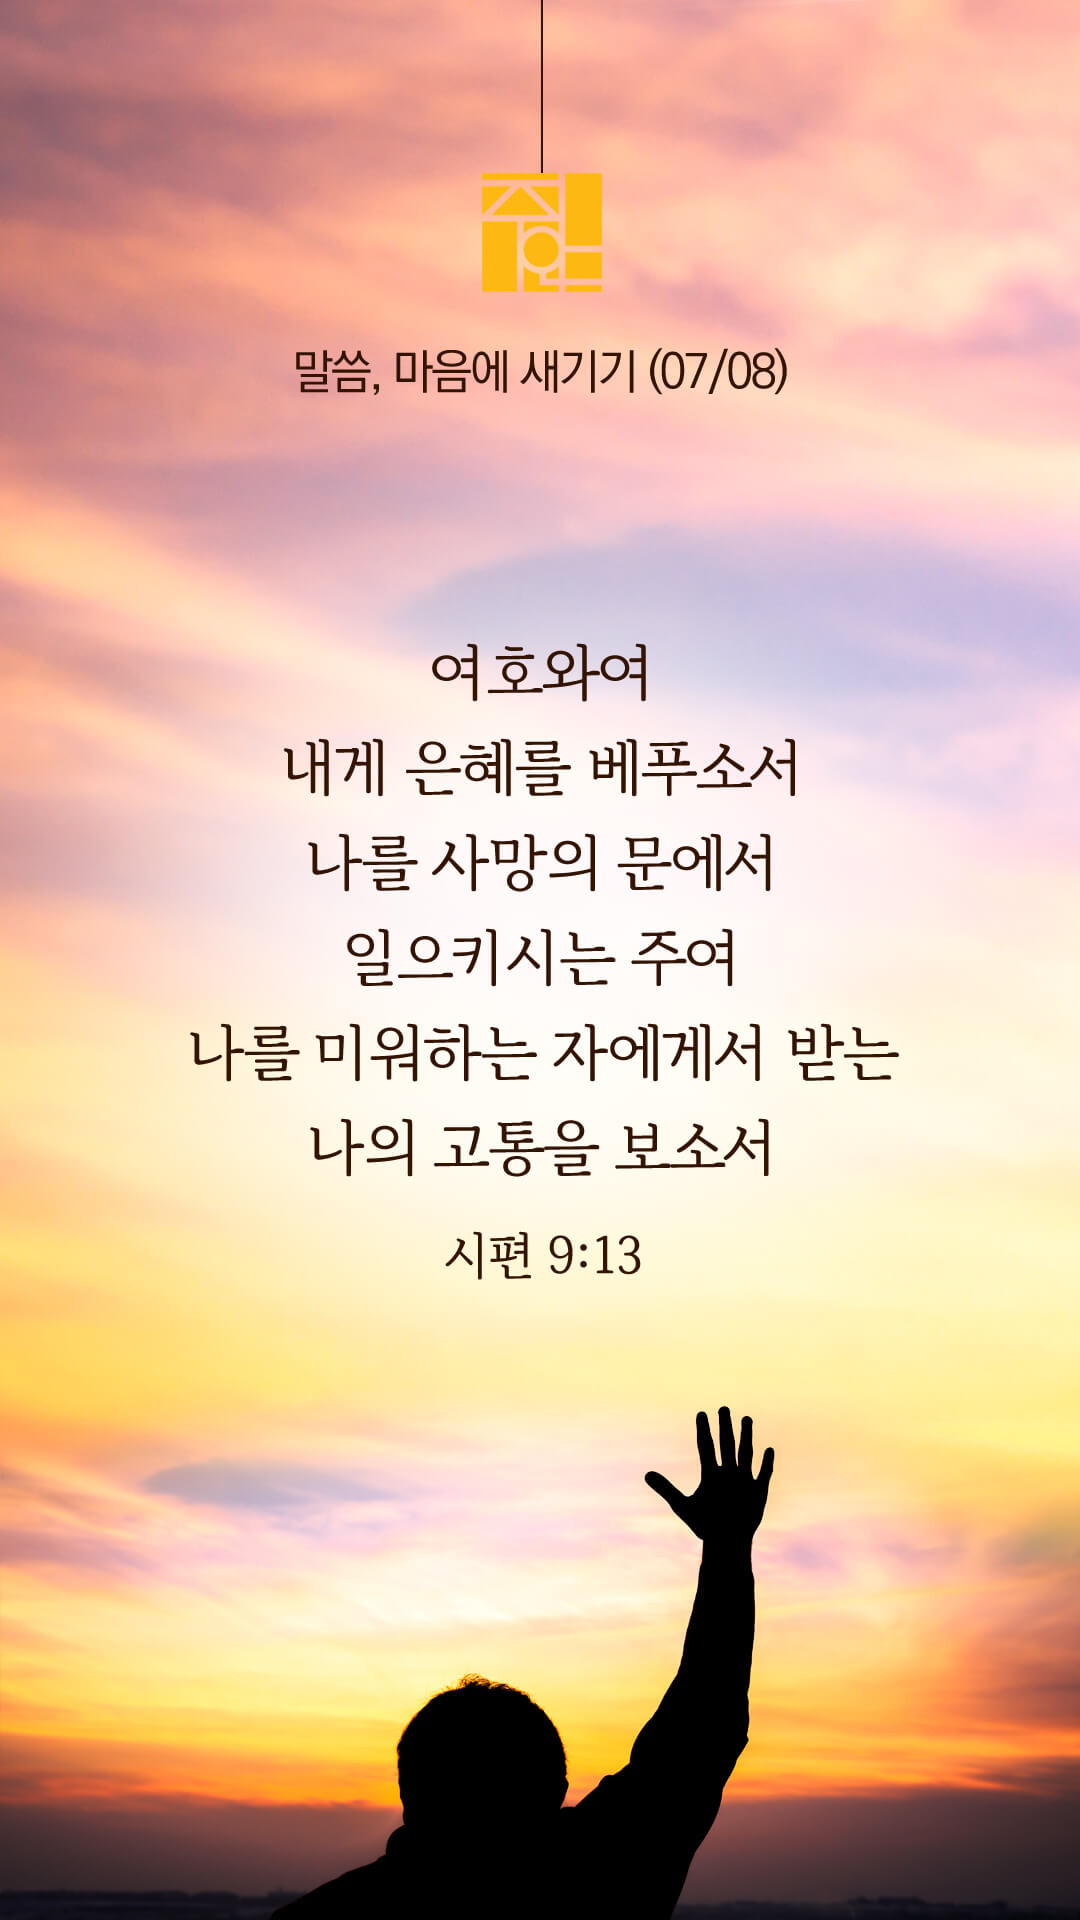 주인
말씀, 마음에 새기기 (07/08)
여호와여
내게 은혜를 베푸소서
나를 사망의 문에서
일으키시는 주여
나를 미워하는 자에게서 받는
나의 고통을 보소서
시편 9:13